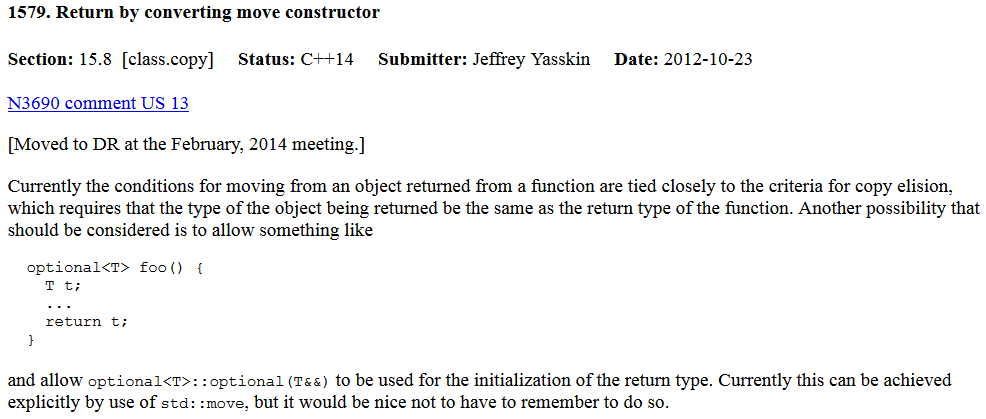 1579. Return by converting move constructor
Section: 15.8 [class.copy] Status: C++14 Submitter: Jeffrey Yasskin Date: 2012-10-23
N3690 comment US 13
[Moved to DR at the February, 2014 meeting.]
Currently the conditions for moving from an object returned from a function are tied closely to the criteria for copy elision,
which requires that the type of the object being returned be the same as the return type of the function. Another possibility that
should be considered is to allow something like
optional<T> foo() {
  T t;
  ...
  return t;
}
and allow optional<T>::optional(T&&) to be used for the initialization of the return type. Currently this can be achieved
explicitly by use of std::move, but it would be nice not to have to remember to do so.